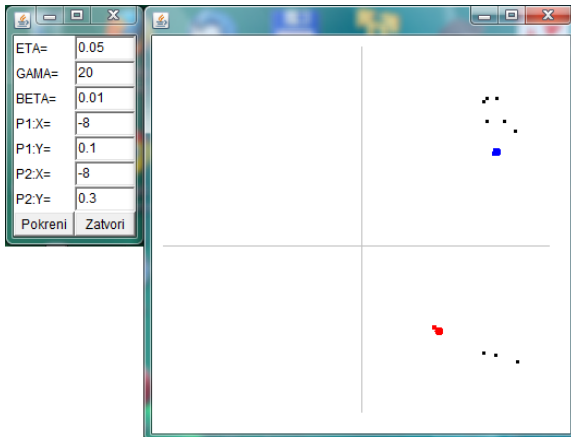 ETA= 0.05
GAMA= 20
BETA= 0.01
P1:X= -8
P1:Y= 0.1
P2:X= -8
P2:Y= 0.3
Pokreni Zatvori